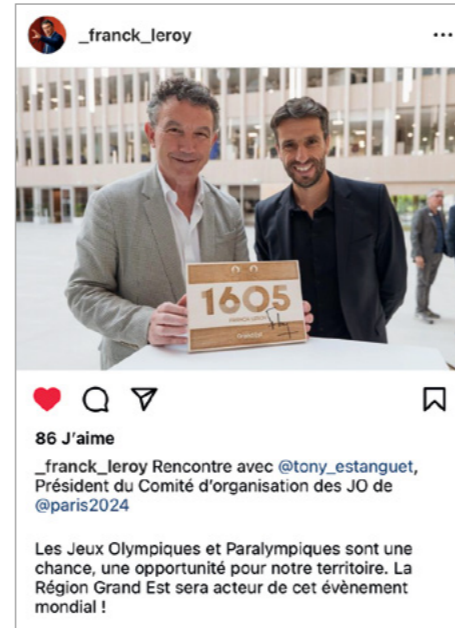 _franck_leroy
1605
FRANCK LEROY
86 J'aime
_franck_leroy Rencontre avec @tony_estanguet,
Président du Comité d'organisation des JO de
@paris2024
Les Jeux Olympiques et Paralympiques sont une
chance, une opportunité pour notre territoire. La
Région Grand Est sera acteur de cet évènement
mondial !